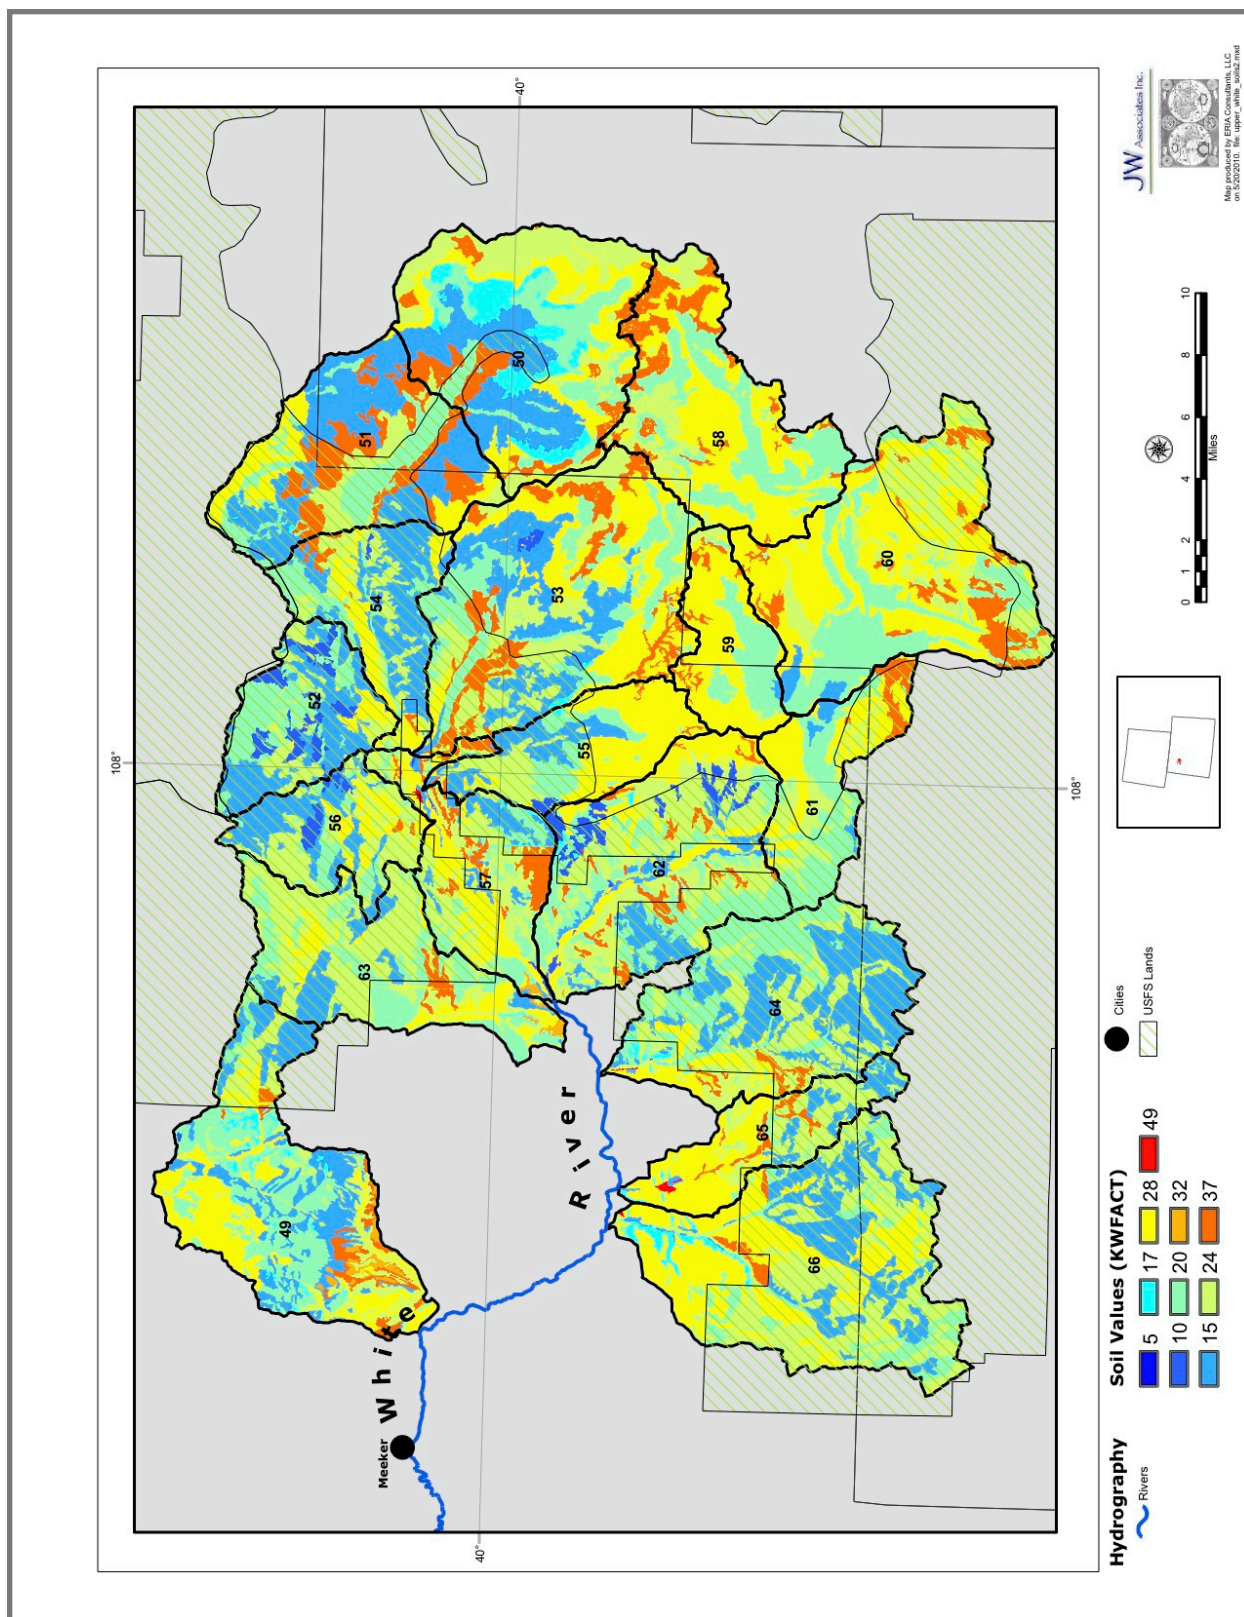 40°
108°
51
50
54
52
53
58
56
55
59
60
57
62
61
63
64
49
65
66
White
River
Meeker
40°
108°
Hydrography
Rivers
Soil Values (KWFACT)
5 17 28 49
10 20 32
15 24 37
Cities
USFS Lands
0 1 2 4 6 8 10
Miles
JW Associates Inc.
Map produced by ERIA Consultants, LLC
on 5/20/2010. file: upper_white_soils2.mxd